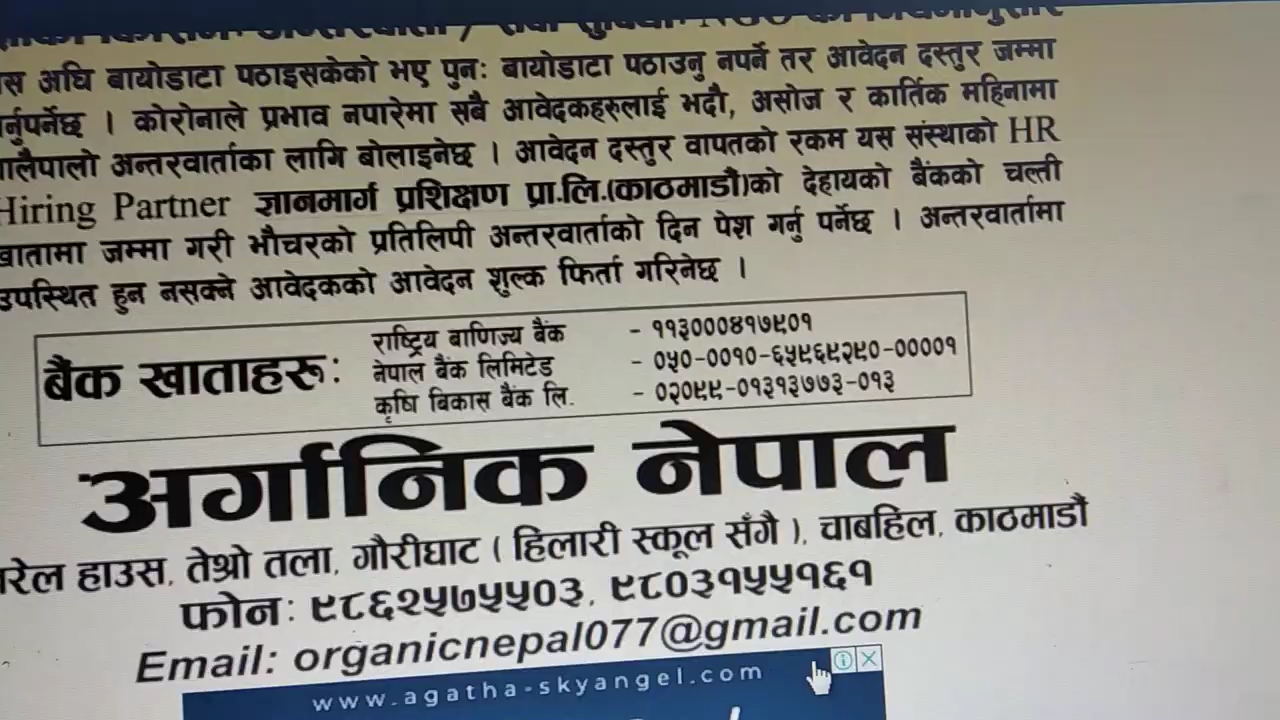 अघि बायोडाटा पठाइसकेको भए पुनः बायोडाटा पठाउनु नपर्ने तर आवेदन दस्तुर जम्मा
। कोरोनाले प्रभाव नपारेमा सबै आवेदकहरुलाई भदौ, असोज र कार्तिक महिनामा
अन्तरवार्ताका लागि बोलाइनेछ । आवेदन दस्तुर वापतको रकम यस संस्थाको HR
Hiring Partner ज्ञानमार्ग प्रशिक्षण प्रा.लि.(काठमाडौं)को देहायको बैंकको चल्ती
खातामा जम्मा गरी भौचरको प्रतिलिपी अन्तरवार्ताको दिन पेश गर्नु पर्नेछ । अन्तरवार्तामा
उपस्थित हुन नसक्ने आवेदकको आवेदन शुल्क फिर्ता गरिनेछ ।
बैंक खाताहरू:
राष्ट्रिय बाणिज्य बैंक - ११३०००४१७९०१
नेपाल बैंक लिमिटेड - ०५०-००१०-६५९६९२९०-००००१
कृषि विकास बैंक लि. - ०२०९९-०१३१३७७३-०१३
अर्गानिक नेपाल
हाउस, तेश्रो तला, गौरीघाट ( हिलारी स्कूल सँगै ), चाबहिल, काठमाडौं
फोन: ९८६२५७५५०३, ९८०३१५५१६१
Email: organicnepal077@gmail.com
www.agatha-skyangel.com